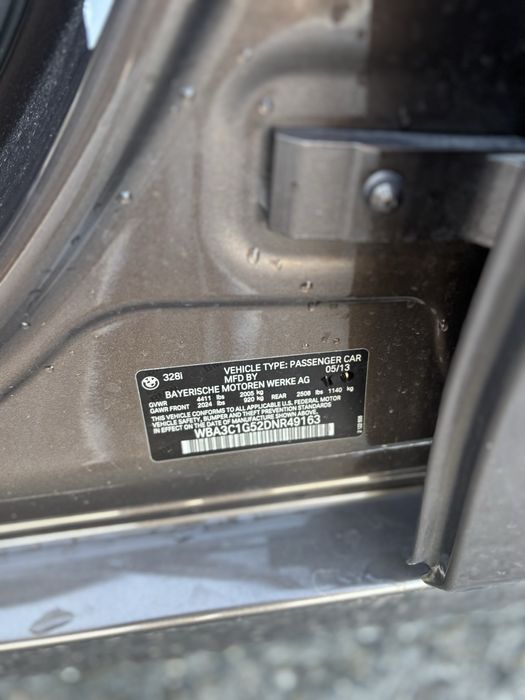 328i VEHICLE TYPE: PASSENGER CAR
MFD BY 05/13
BAYERISCHE MOTOREN WERKE AG
GVWR 4411 lbs 2005 kg
GAWR FRONT 2024 lbs 920 kg REAR 2506 lbs 1140 kg
THIS VEHICLE CONFORMS TO ALL APPLICABLE U.S. FEDERAL MOTOR
VEHICLE SAFETY, BUMPER AND THEFT PREVENTION STANDARDS
IN EFFECT ON THE DATE OF MANUFACTURE SHOWN ABOVE.
WBA3C1G52DNR49163